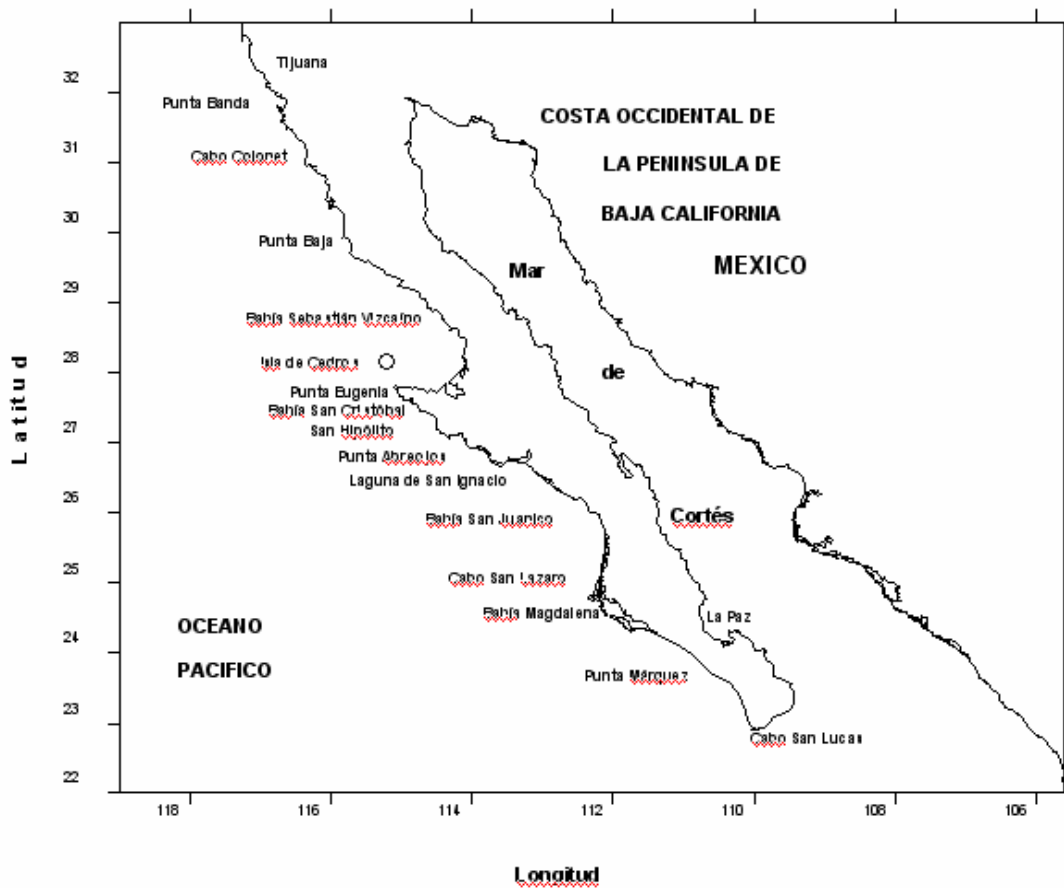 Tijuana
32
Punta Banda
COSTA OCCIDENTAL DE
Cabo Colonet
31
LA PENINSULA DE
30
BAJA CALIFORNIA
Punta Baja
MEXICO
Mar
29
Bahía Sebastián Vizcaíno
28
Isla de Cedros
de
Punta Eugenia
Bahía San Cristóbal
27
San Hipólito
Punta Abreojos
Laguna de San Ignacio
26
Cortés
Bahía San Juanico
25
Cabo San Lazaro
Bahía Magdalena
La Paz
24
OCEANO
PACIFICO
Punta Márquez
23
Cabo San Lucas
22
Latitud
118 116 114 112 110 108 106
Longitud